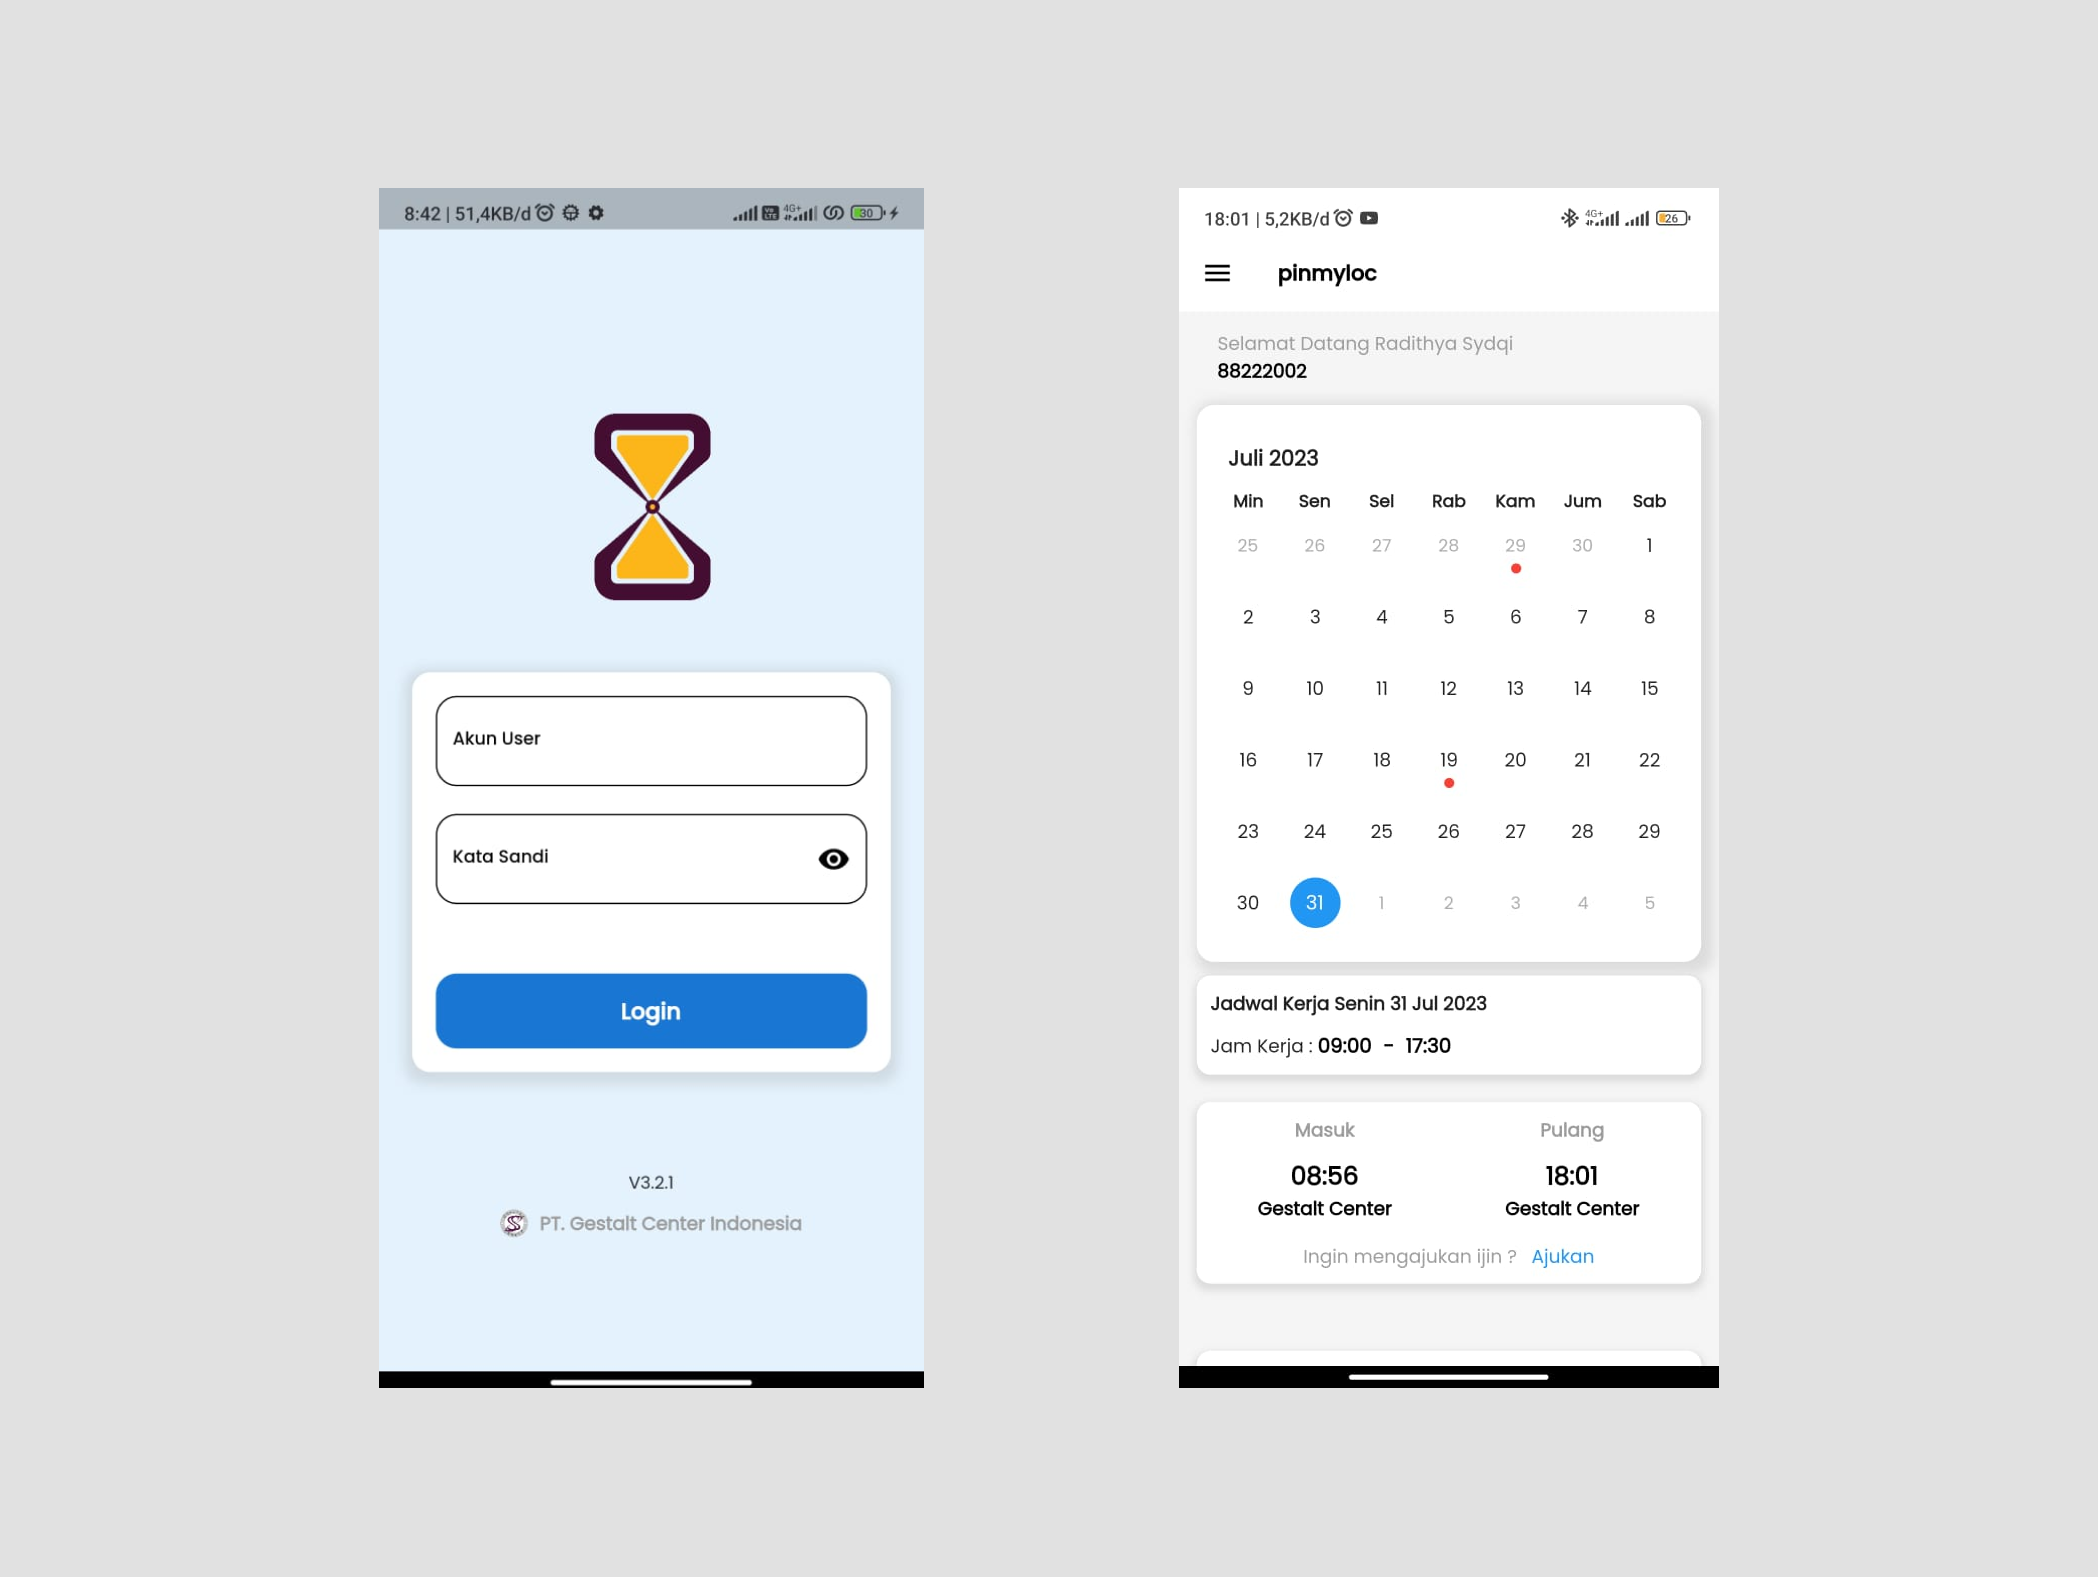 8:42 | 51,4KB/d
4G+
30
Akun User
Kata Sandi
Login
V3.2.1
PT. Gestalt Center Indonesia
18:01 | 5,2KB/d
4G+
26
pinmyloc
Selamat Datang Radithya Sydqi
88222002
Juli 2023
Min Sen Sel Rab Kam Jum Sab
25 26 27 28 29 30 1
2 3 4 5 6 7 8
9 10 11 12 13 14 15
16 17 18 19 20 21 22
23 24 25 26 27 28 29
30 31 1 2 3 4 5
Jadwal Kerja Senin 31 Jul 2023
Jam Kerja : 09:00 - 17:30
Masuk Pulang
08:56 18:01
Gestalt Center Gestalt Center
Ingin mengajukan ijin ? Ajukan